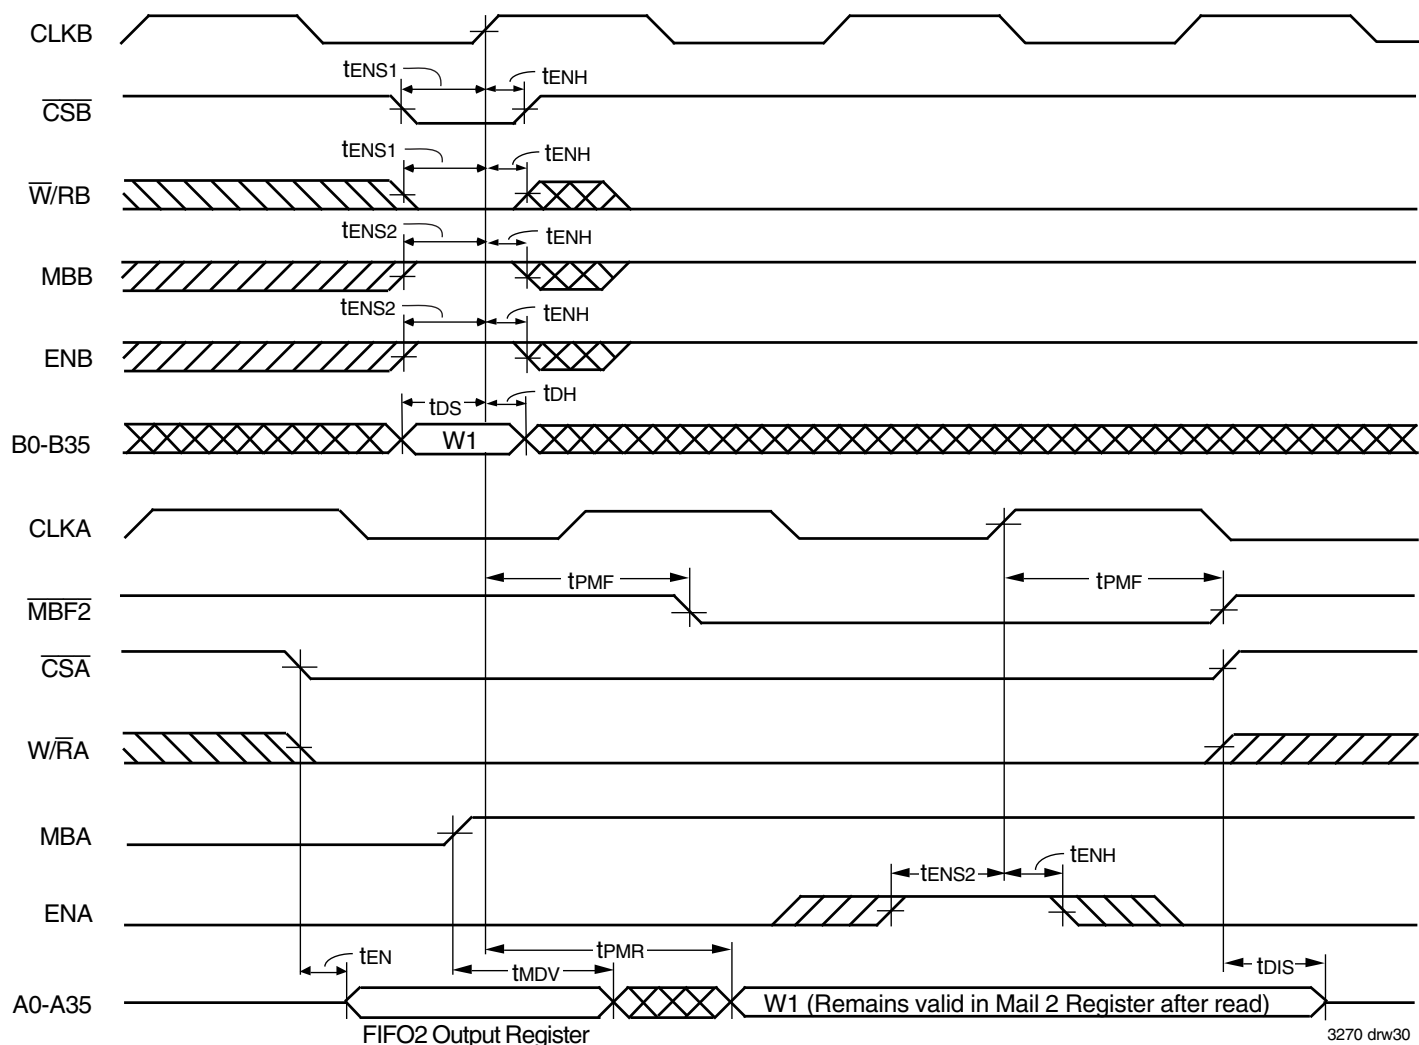 CLKB
tENS1
tENH
CSB
tENS1
tENH
W/RB
tENS2
tENH
MBB
tENS2
tENH
ENB
tDS
tDH
B0-B35
W1
CLKA
tPMF
tPMF
MBF2
CSA
W/RA
MBA
tENS2
tENH
ENA
tEN
tPMR
tMDV
tDIS
A0-A35
W1 (Remains valid in Mail 2 Register after read)
FIFO2 Output Register
3270 drw30